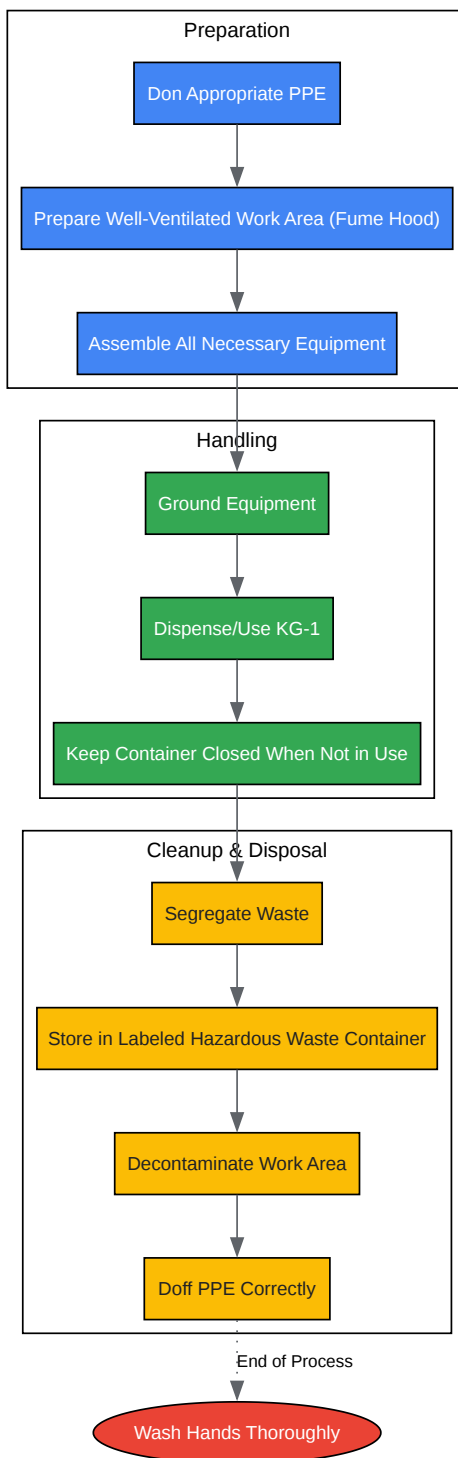 Preparation
Don Appropriate PPE
Prepare Well-Ventilated Work Area (Fume Hood)
Assemble All Necessary Equipment
Handling
Ground Equipment
Dispense/Use KG-1
Keep Container Closed When Not in Use
Cleanup & Disposal
Segregate Waste
Store in Labeled Hazardous Waste Container
Decontaminate Work Area
Doff PPE Correctly
End of Process
Wash Hands Thoroughly